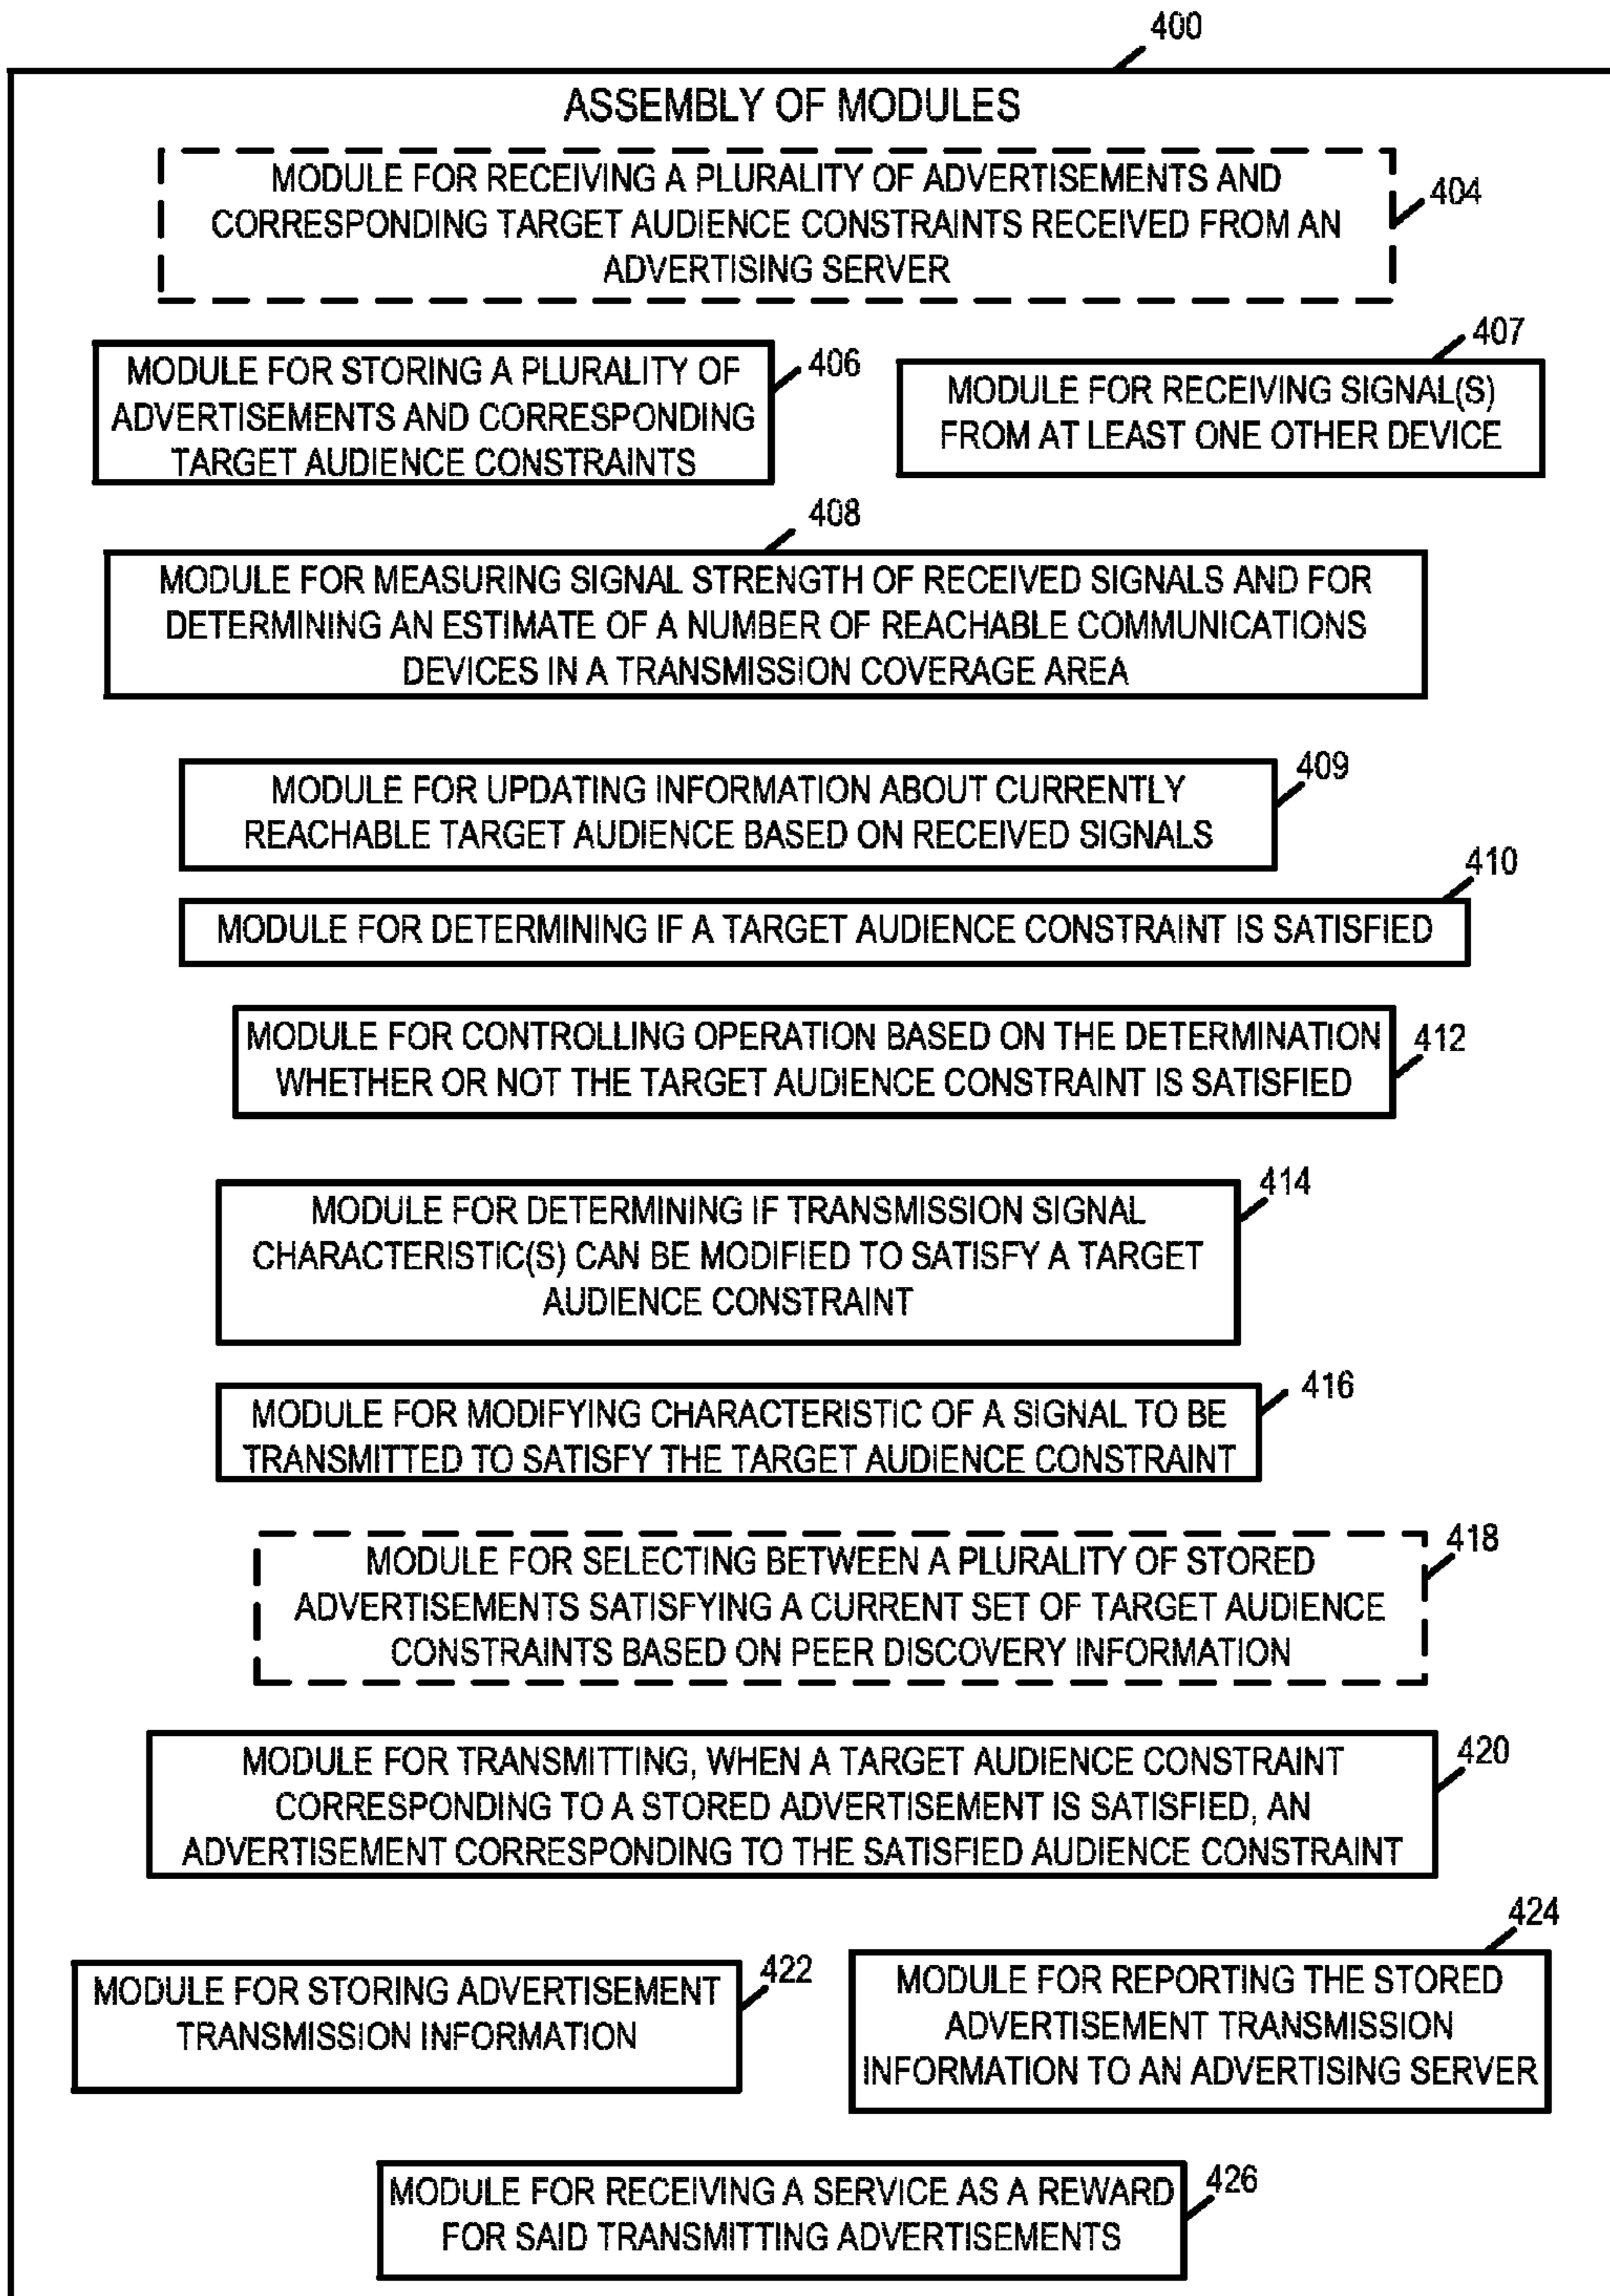 400
ASSEMBLY OF MODULES
MODULE FOR RECEIVING A PLURALITY OF ADVERTISEMENTS AND
CORRESPONDING TARGET AUDIENCE CONSTRAINTS RECEIVED FROM AN
ADVERTISING SERVER
404
MODULE FOR STORING A PLURALITY OF
ADVERTISEMENTS AND CORRESPONDING
TARGET AUDIENCE CONSTRAINTS
406
407
MODULE FOR RECEIVING SIGNAL(S)
FROM AT LEAST ONE OTHER DEVICE
408
MODULE FOR MEASURING SIGNAL STRENGTH OF RECEIVED SIGNALS AND FOR
DETERMINING AN ESTIMATE OF A NUMBER OF REACHABLE COMMUNICATIONS
DEVICES IN A TRANSMISSION COVERAGE AREA
409
MODULE FOR UPDATING INFORMATION ABOUT CURRENTLY
REACHABLE TARGET AUDIENCE BASED ON RECEIVED SIGNALS
410
MODULE FOR DETERMINING IF A TARGET AUDIENCE CONSTRAINT IS SATISFIED
MODULE FOR CONTROLLING OPERATION BASED ON THE DETERMINATION
WHETHER OR NOT THE TARGET AUDIENCE CONSTRAINT IS SATISFIED
412
414
MODULE FOR DETERMINING IF TRANSMISSION SIGNAL
CHARACTERISTIC(S) CAN BE MODIFIED TO SATISFY A TARGET
AUDIENCE CONSTRAINT
416
MODULE FOR MODIFYING CHARACTERISTIC OF A SIGNAL TO BE
TRANSMITTED TO SATISFY THE TARGET AUDIENCE CONSTRAINT
418
MODULE FOR SELECTING BETWEEN A PLURALITY OF STORED
ADVERTISEMENTS SATISFYING A CURRENT SET OF TARGET AUDIENCE
CONSTRAINTS BASED ON PEER DISCOVERY INFORMATION
420
MODULE FOR TRANSMITTING, WHEN A TARGET AUDIENCE CONSTRAINT
CORRESPONDING TO A STORED ADVERTISEMENT IS SATISFIED, AN
ADVERTISEMENT CORRESPONDING TO THE SATISFIED AUDIENCE CONSTRAINT
422
MODULE FOR STORING ADVERTISEMENT
TRANSMISSION INFORMATION
424
MODULE FOR REPORTING THE STORED
ADVERTISEMENT TRANSMISSION
INFORMATION TO AN ADVERTISING SERVER
426
MODULE FOR RECEIVING A SERVICE AS A REWARD
FOR SAID TRANSMITTING ADVERTISEMENTS